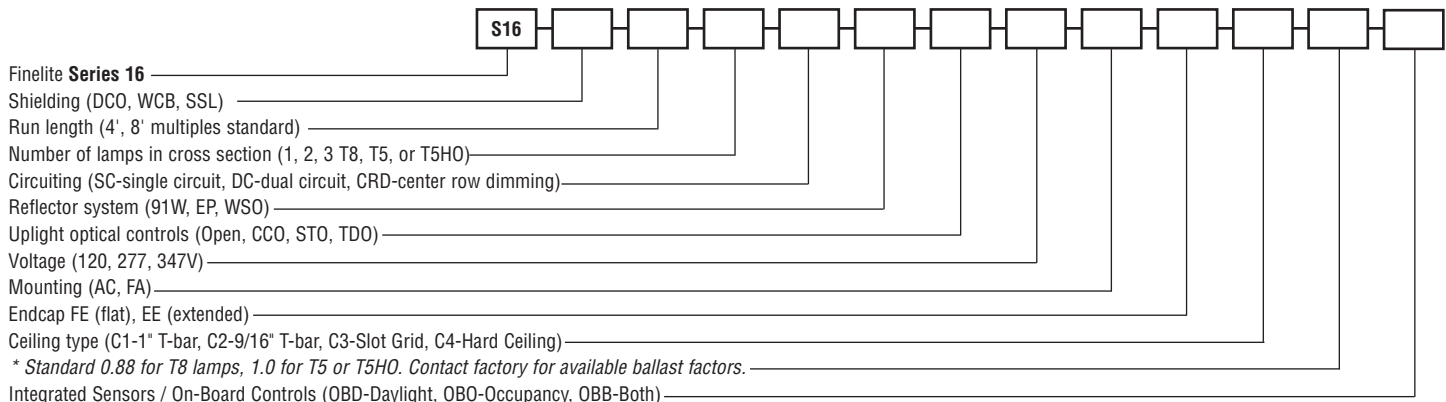 S16
Finelite Series 16
Shielding (DCO, WCB, SSL)
Run length (4', 8' multiples standard)
Number of lamps in cross section (1, 2, 3 T8, T5, or T5HO)
Circuiting (SC-single circuit, DC-dual circuit, CRD-center row dimming)
Reflector system (91W, EP, WSO)
Uplight optical controls (Open, CCO, STO, TDO)
Voltage (120, 277, 347V)
Mounting (AC, FA)
Endcap FE (flat), EE (extended)
Ceiling type (C1-1" T-bar, C2-9/16" T-bar, C3-Slot Grid, C4-Hard Ceiling)
* Standard 0.88 for T8 lamps, 1.0 for T5 or T5HO. Contact factory for available ballast factors.
Integrated Sensors / On-Board Controls (OBD-Daylight, OBO-Occupancy, OBB-Both)